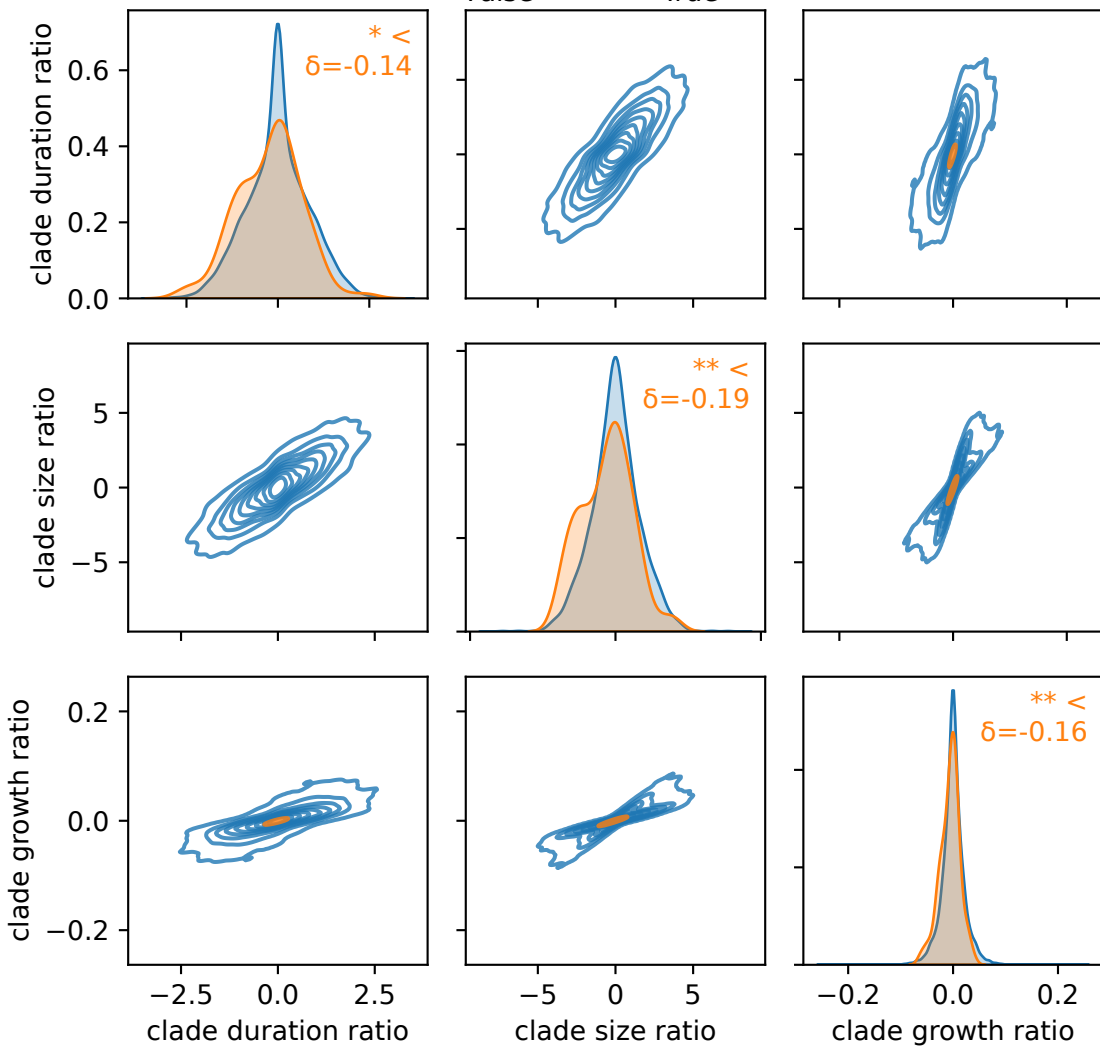 * <
δ=-0.14
clade duration ratio
0.6
0.4
0.2
0.0
** <
δ=-0.19
clade size ratio
5
0
−5
** <
δ=-0.16
clade growth ratio
0.2
0.0
−0.2
−2.5 0.0 2.5
−5 0 5
−0.2 0.0 0.2
clade duration ratio
clade size ratio
clade growth ratio